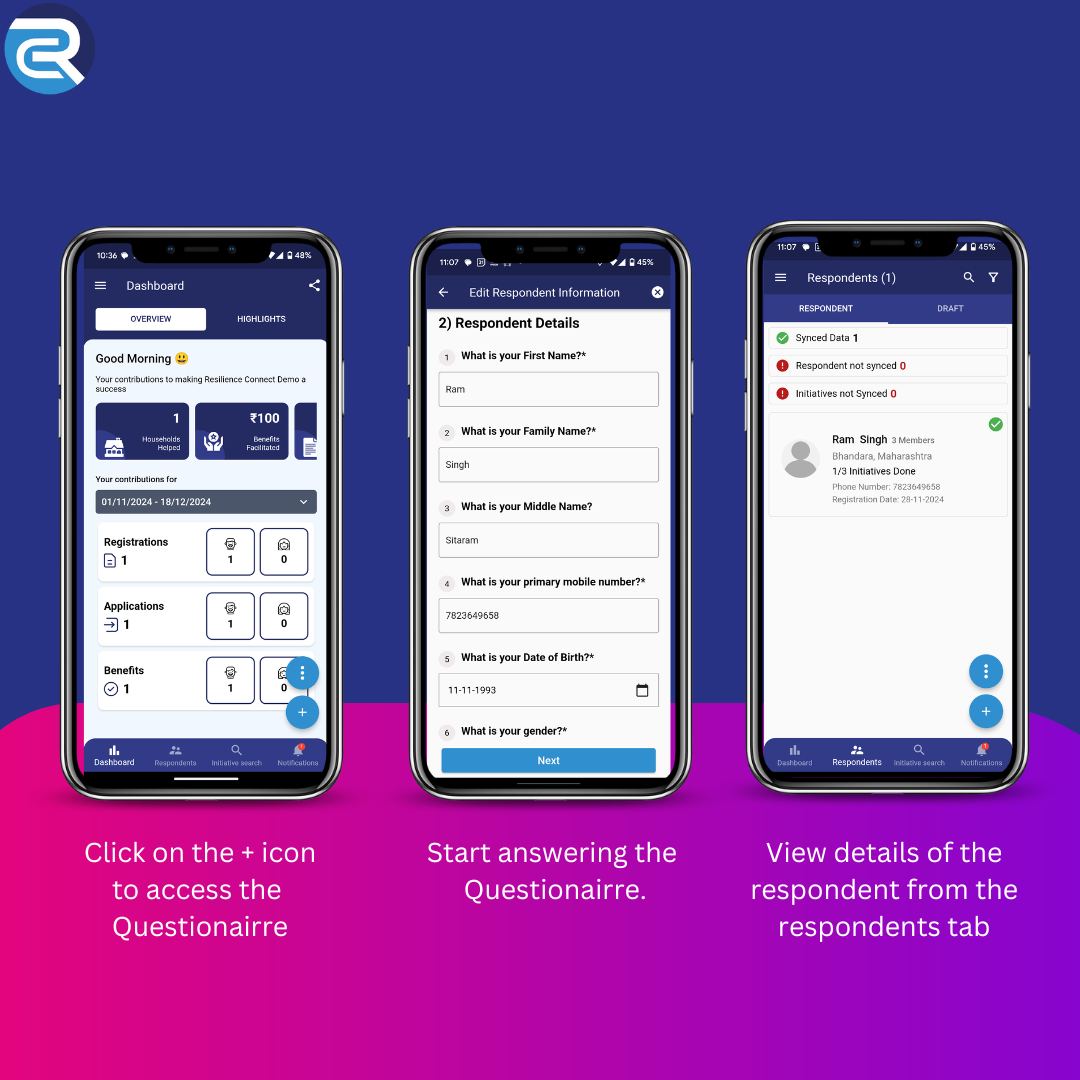 10:36
48%
Dashboard
OVERVIEW
HIGHLIGHTS
Good Morning 😃
Your contributions to making Resilience Connect Demo a
success
1
Households
Helped
₹100
Benefits
Facilitated
Your contributions for
01/11/2024 - 18/12/2024
Registrations
1
1
0
Applications
1
1
0
Benefits
1
1
0
+
Dashboard
Respondents
Initiative search
Notifications
11:07
45%
Edit Respondent Information
2) Respondent Details
1 What is your First Name?*
Ram
2 What is your Family Name?*
Singh
3 What is your Middle Name?
Sitaram
4 What is your primary mobile number?*
7823649658
5 What is your Date of Birth?*
11-11-1993
6 What is your gender?*
Next
11:07
45%
Respondents (1)
RESPONDENT
DRAFT
Synced Data 1
Respondent not synced 0
Initiatives not Synced 0
Ram Singh 3 Members
Bhandara, Maharashtra
1/3 Initiatives Done
Phone Number: 7823649658
Registration Date: 28-11-2024
+
Dashboard
Respondents
Initiative search
Notifications
Click on the + icon
to access the
Questionairre
Start answering the
Questionairre.
View details of the
respondent from the
respondents tab